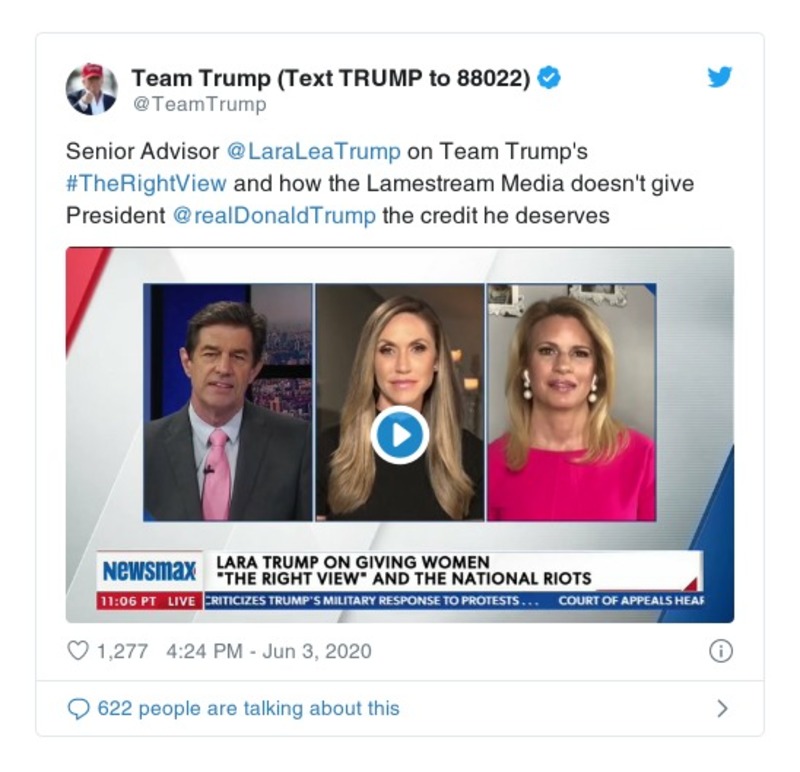 Team Trump (Text TRUMP to 88022)
@TeamTrump
Senior Advisor @LaraLeaTrump on Team Trump's
#TheRightView and how the Lamestream Media doesn't give
President @realDonaldTrump the credit he deserves
Newsmax
LARA TRUMP ON GIVING WOMEN
"THE RIGHT VIEW" AND THE NATIONAL RIOTS
11:06 PT LIVE CRITICIZES TRUMP'S MILITARY RESPONSE TO PROTESTS... COURT OF APPEALS HEAR
1,277 4:24 PM - Jun 3, 2020
622 people are talking about this